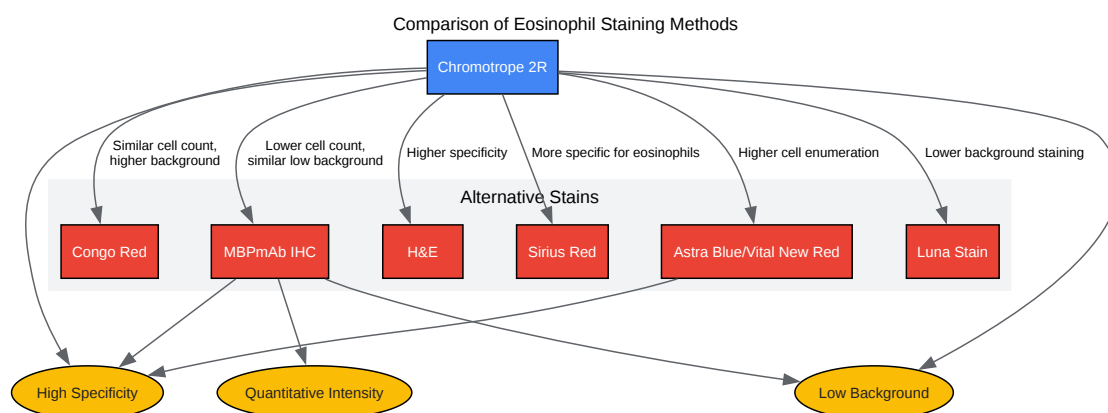 Comparison of Eosinophil Staining Methods
Chromotrope 2R
Similar cell count,
higher background
Lower cell count,
similar low background
Higher specificity
More specific for eosinophils
Higher cell enumeration
Lower background staining
Alternative Stains
Congo Red
MBPmAb IHC
H&E
Sirius Red
Astra Blue/Vital New Red
Luna Stain
High Specificity
Quantitative Intensity
Low Background